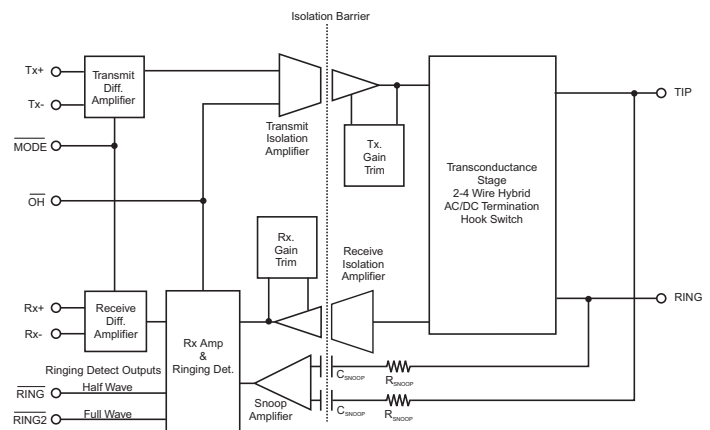 Isolation Barrier
Tx+
Transmit
Diff.
Amplifier
Tx-
MODE
OH
Transmit
Isolation
Amplifier
Tx.
Gain
Trim
Transconductance
Stage
2-4 Wire Hybrid
AC/DC Termination
Hook Switch
TIP
RING
Rx.
Gain
Trim
Receive
Isolation
Amplifier
Rx+
Receive
Diff.
Amplifier
Rx-
Rx Amp
&
Ringing Det.
Ringing Detect Outputs
RING
Half Wave
RING2
Full Wave
Snoop
Amplifier
CSNOOP
RSNOOP
CSNOOP
RSNOOP